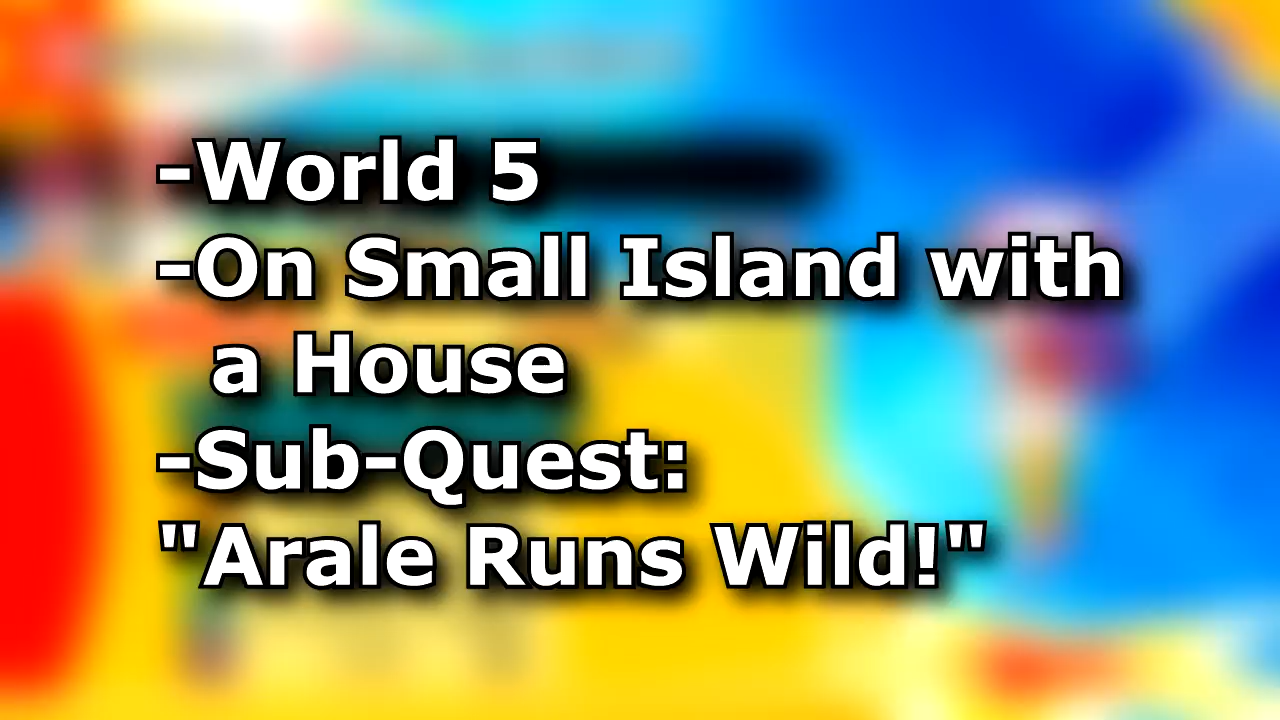 -World 5
-On Small Island with
a House
-Sub-Quest:
"Arale Runs Wild!"